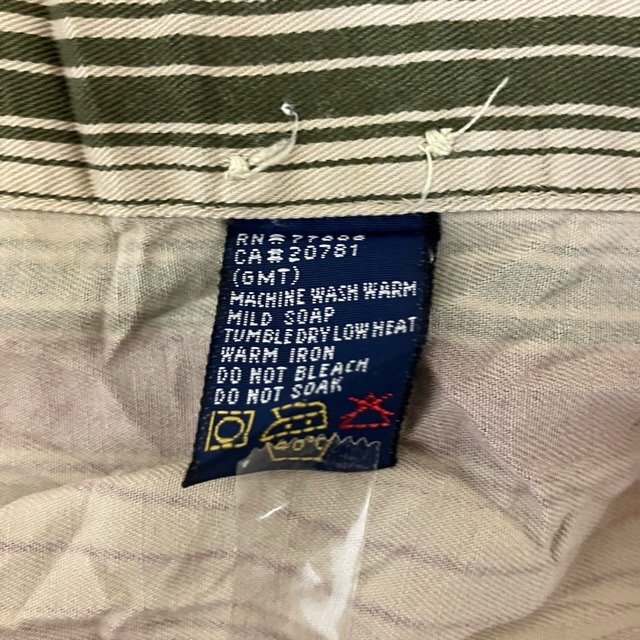 CA#20781
(GMT)
MACHINE WASH WARM
MILD SOAP
TUMBLE DRY LOW HEAT
WARM IRON
DO NOT BLEACH
DO NOT SOAK
40°C